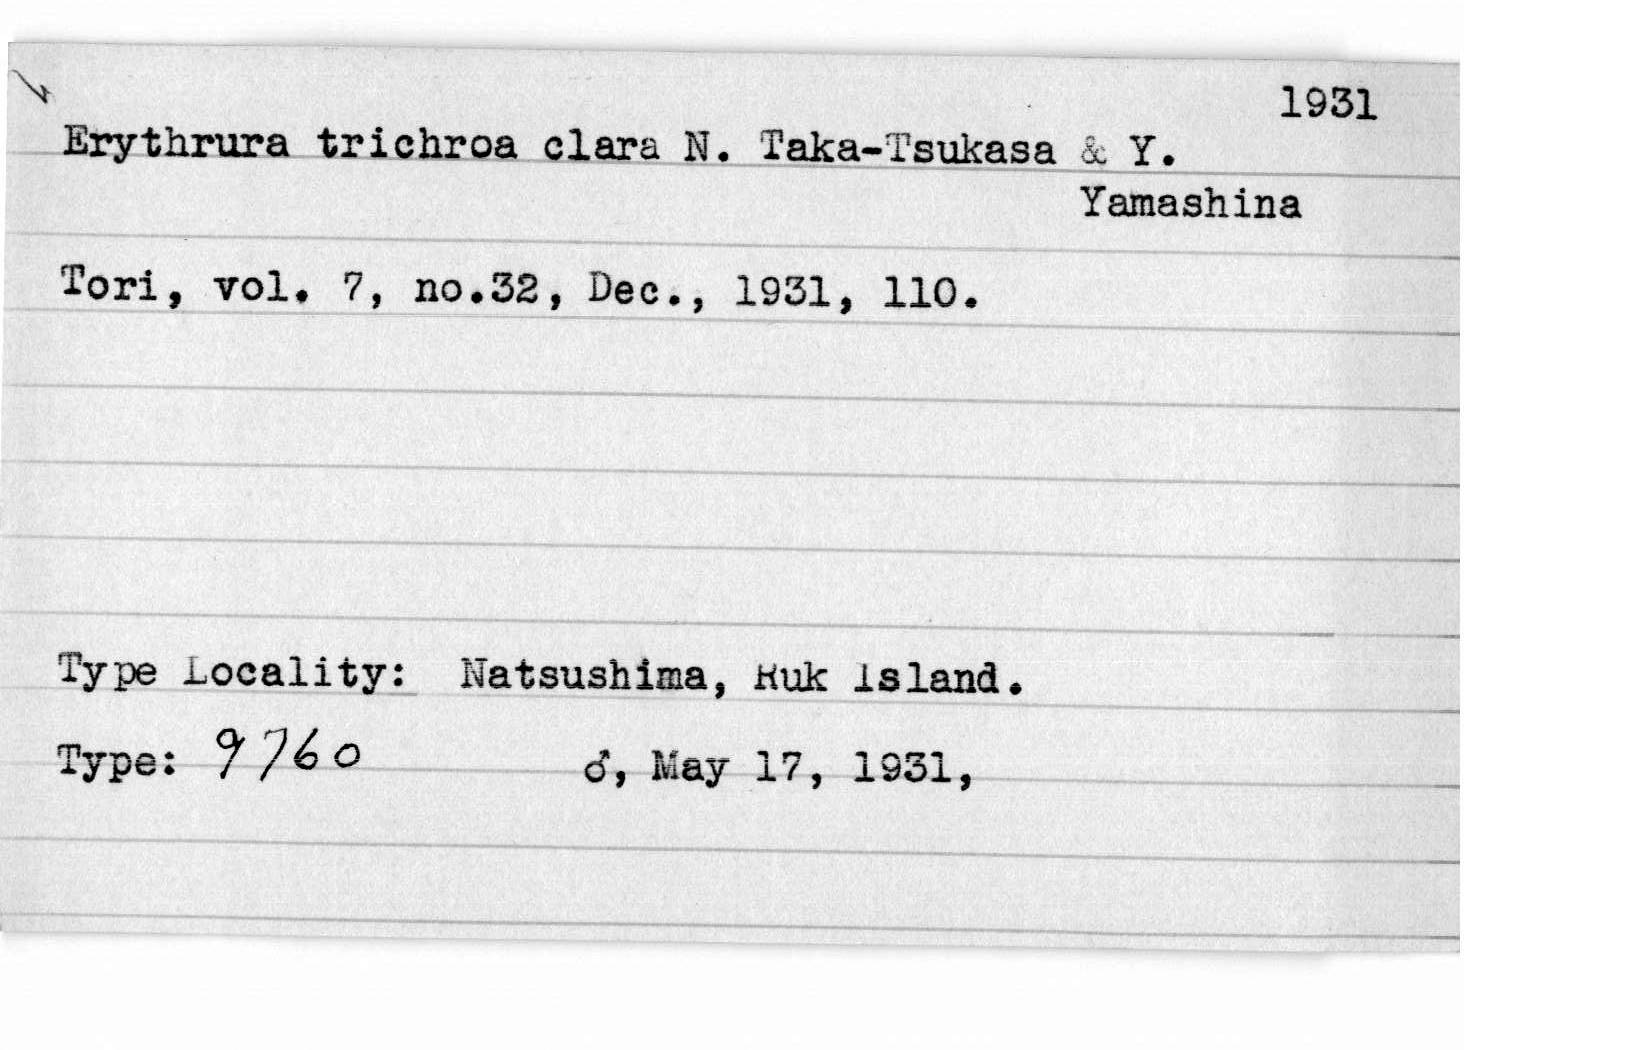 1931
Erythrura trichroa clara N. Taka-Tsukasa & Y.
Yamashina
Tori, vol. 7, no.32, Dec., 1931, 110.
Type Locality: Natsushima, Ruk Island.
Type: 9760 ♂, May 17, 1931,